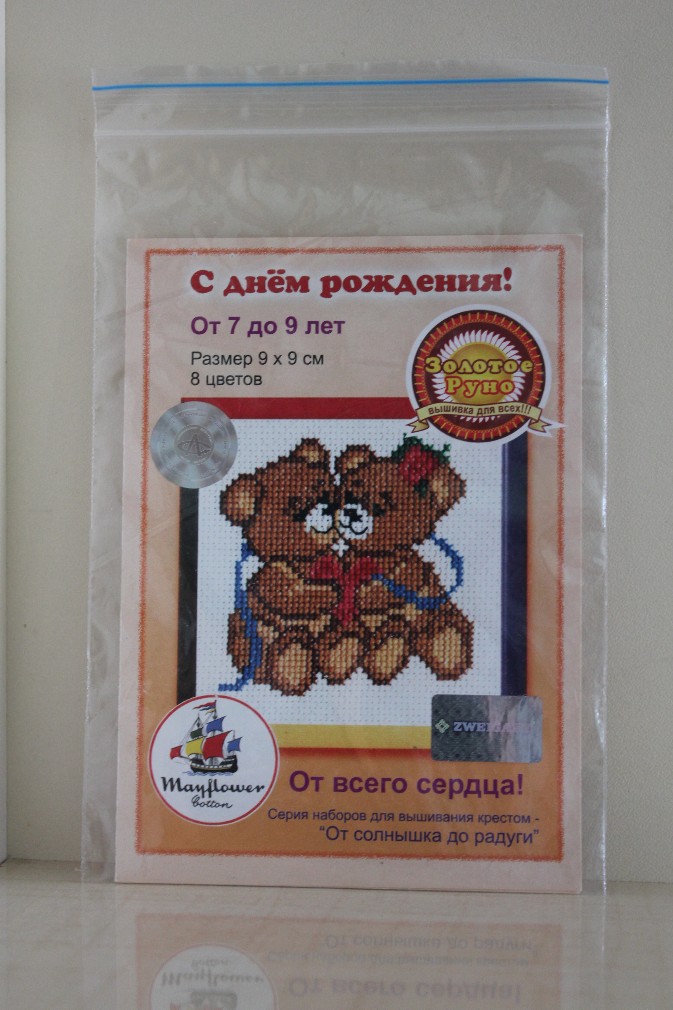 С днём рождения!
От 7 до 9 лет
Размер 9 x 9 см
8 цветов
Золотое
Руно
вышивка для всех!!!
ZWEIGART
Mayflower
Cotton
От всего сердца!
Серия наборов для вышивания крестом -
"От солнышка до радуги"